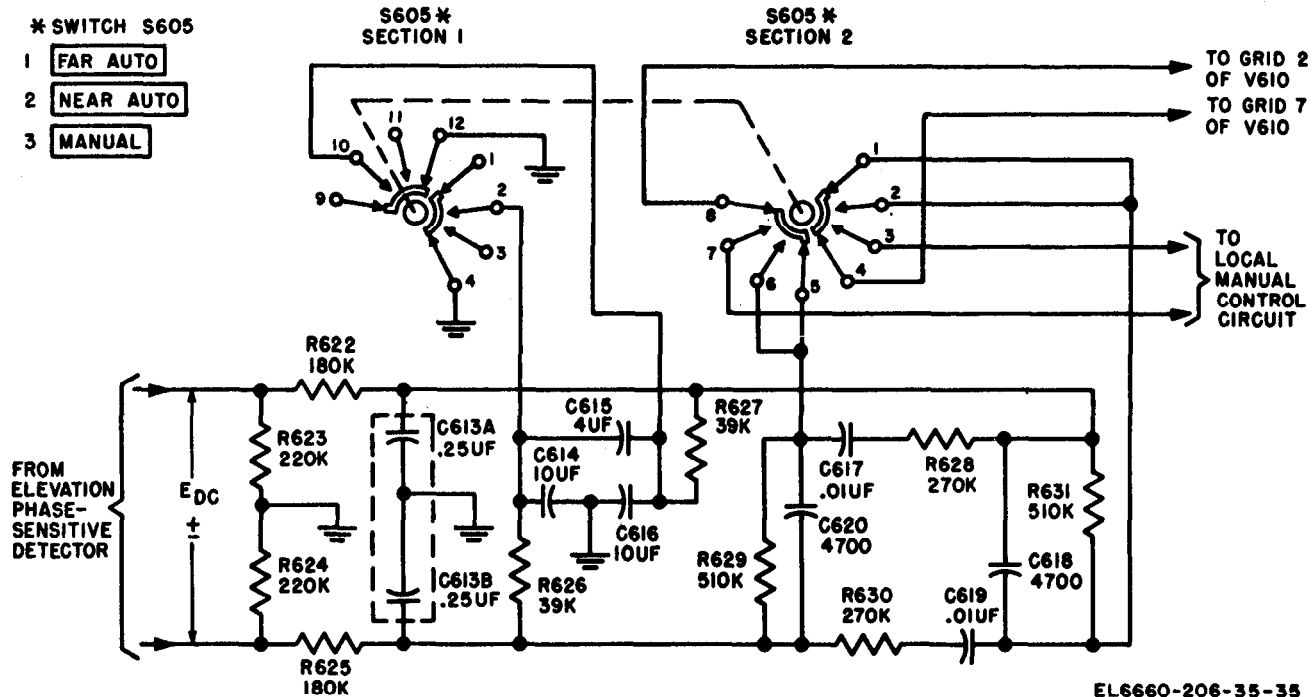 * SWITCH S605
1 FAR AUTO
2 NEAR AUTO
3 MANUAL
S605 *
SECTION 1
S605 *
SECTION 2
TO GRID 2
OF V610
TO GRID 7
OF V610
9
10
11
12
1
2
3
4
8
7
6
5
1
2
3
4
TO
LOCAL
MANUAL
CONTROL
CIRCUIT
FROM
ELEVATION
PHASE-
SENSITIVE
DETECTOR
EDC
±
R622
180K
R623
220K
R624
220K
R625
180K
C613A
.25UF
C613B
.25UF
C615
4UF
C614
10UF
C616
10UF
R626
39K
R627
39K
C617
.01UF
R628
270K
C620
4700
R629
510K
R630
270K
C619
.01UF
C618
4700
R631
510K
EL6660-206-35-35